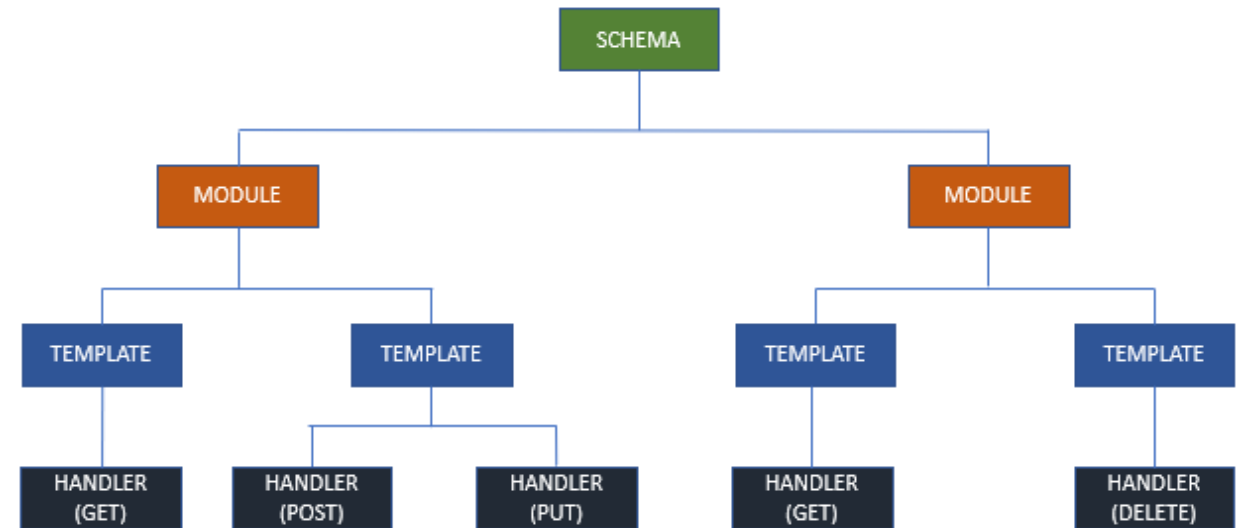 SCHEMA
MODULE
MODULE
TEMPLATE
TEMPLATE
TEMPLATE
TEMPLATE
HANDLER
(GET)
HANDLER
(POST)
HANDLER
(PUT)
HANDLER
(GET)
HANDLER
(DELETE)